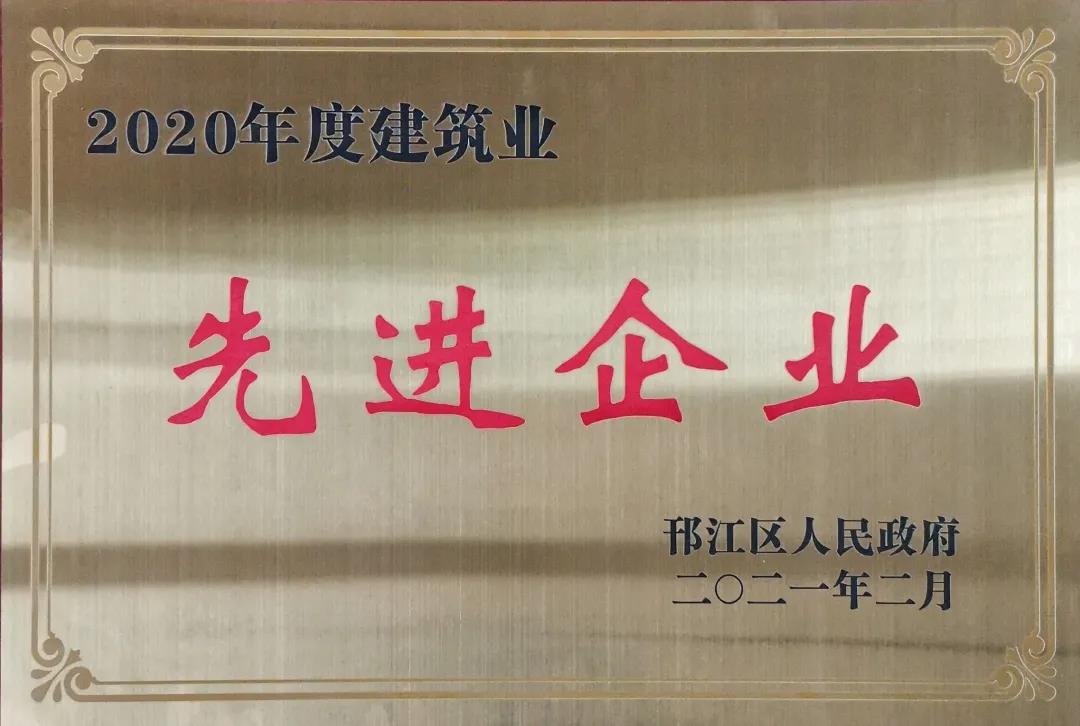 2020年度建筑业
先进企业
邗江区人民政府
二〇二一年二月